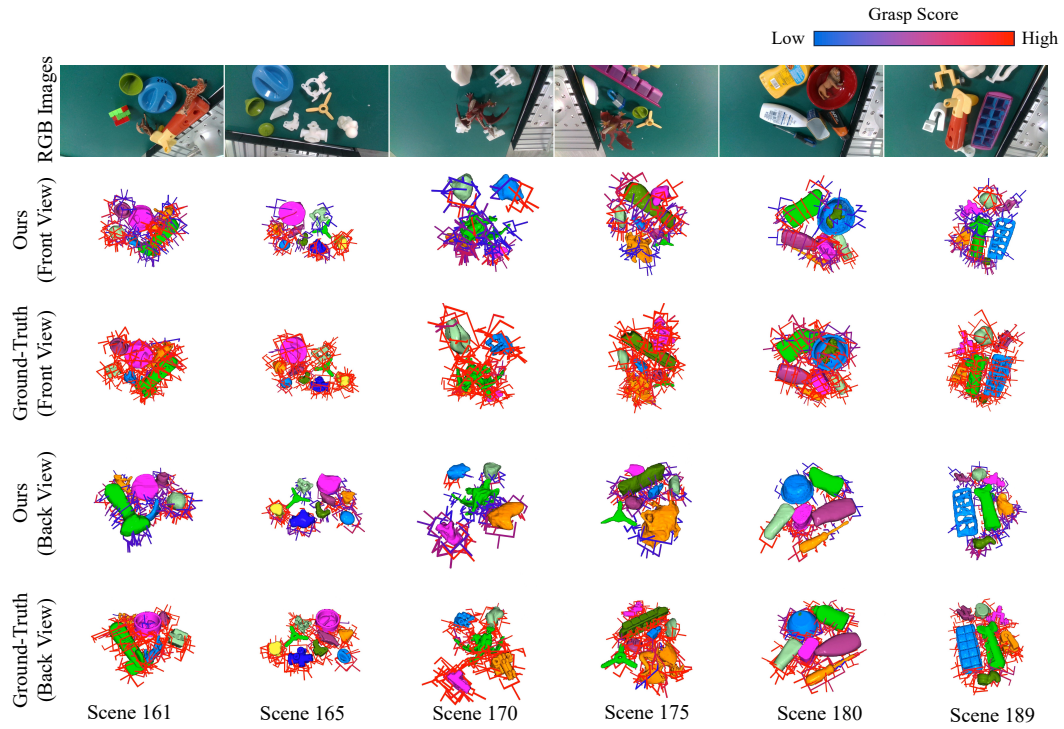 Grasp Score
Low
High
RGB Images
Ours
(Front View)
Ground-Truth
(Front View)
Ours
(Back View)
Ground-Truth
(Back View)
Scene 161
Scene 165
Scene 170
Scene 175
Scene 180
Scene 189